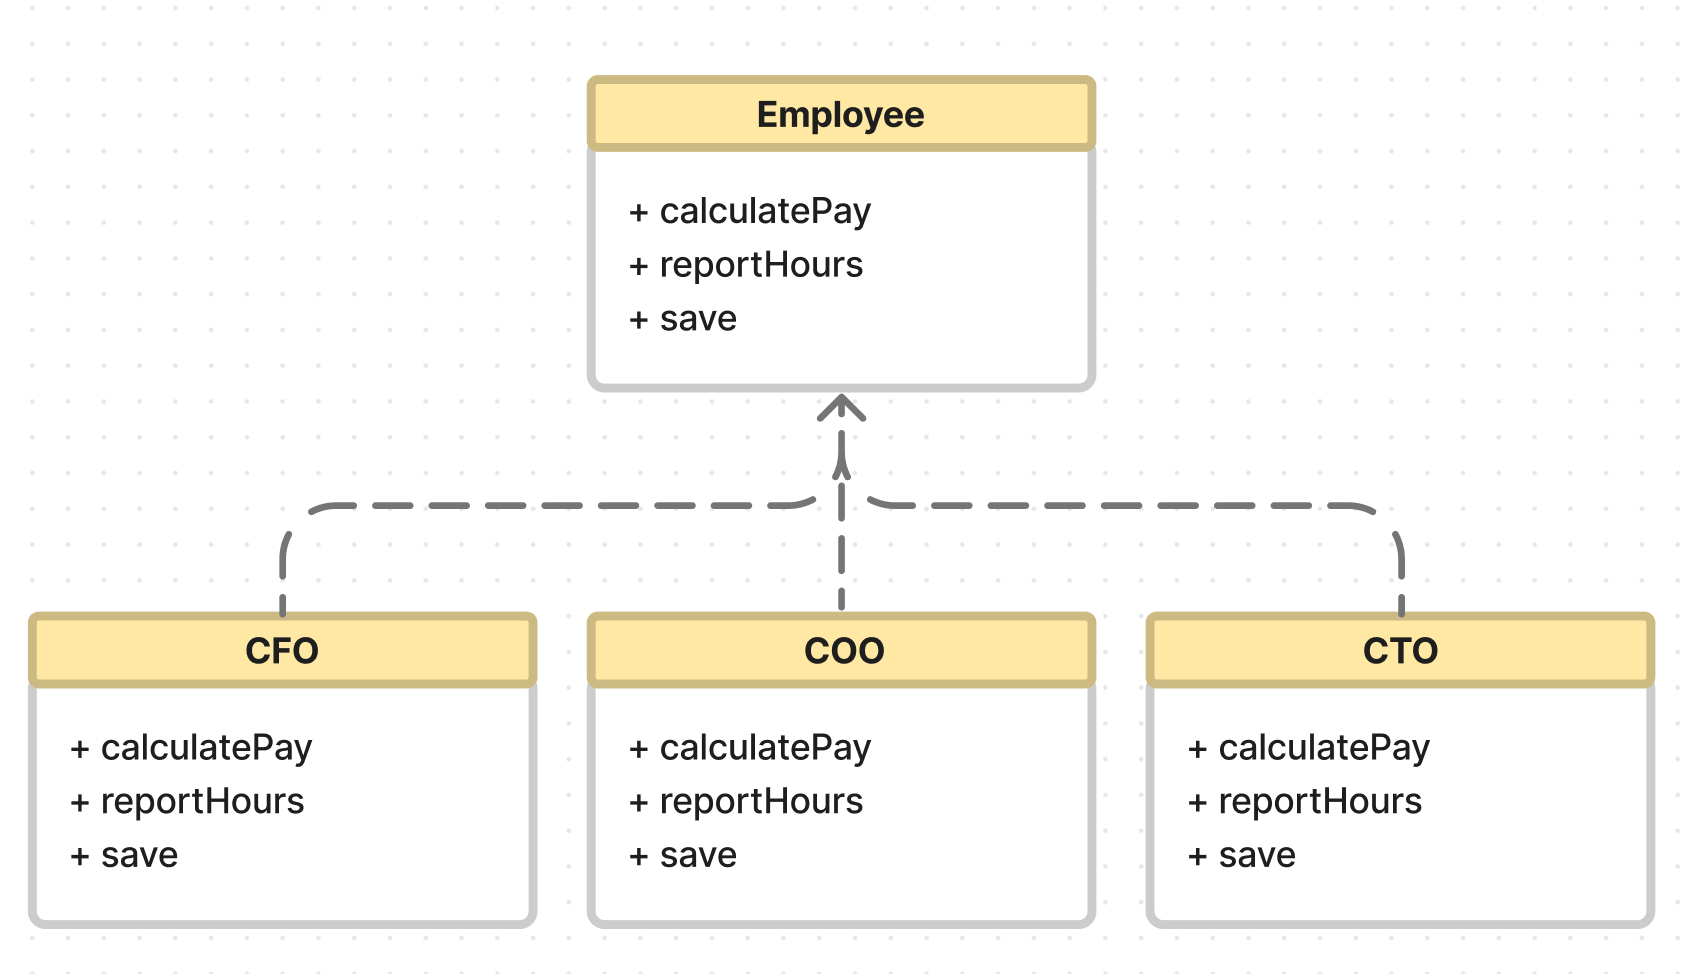 Employee
+ calculatePay
+ reportHours
+ save
CFO
+ calculatePay
+ reportHours
+ save
COO
+ calculatePay
+ reportHours
+ save
CTO
+ calculatePay
+ reportHours
+ save